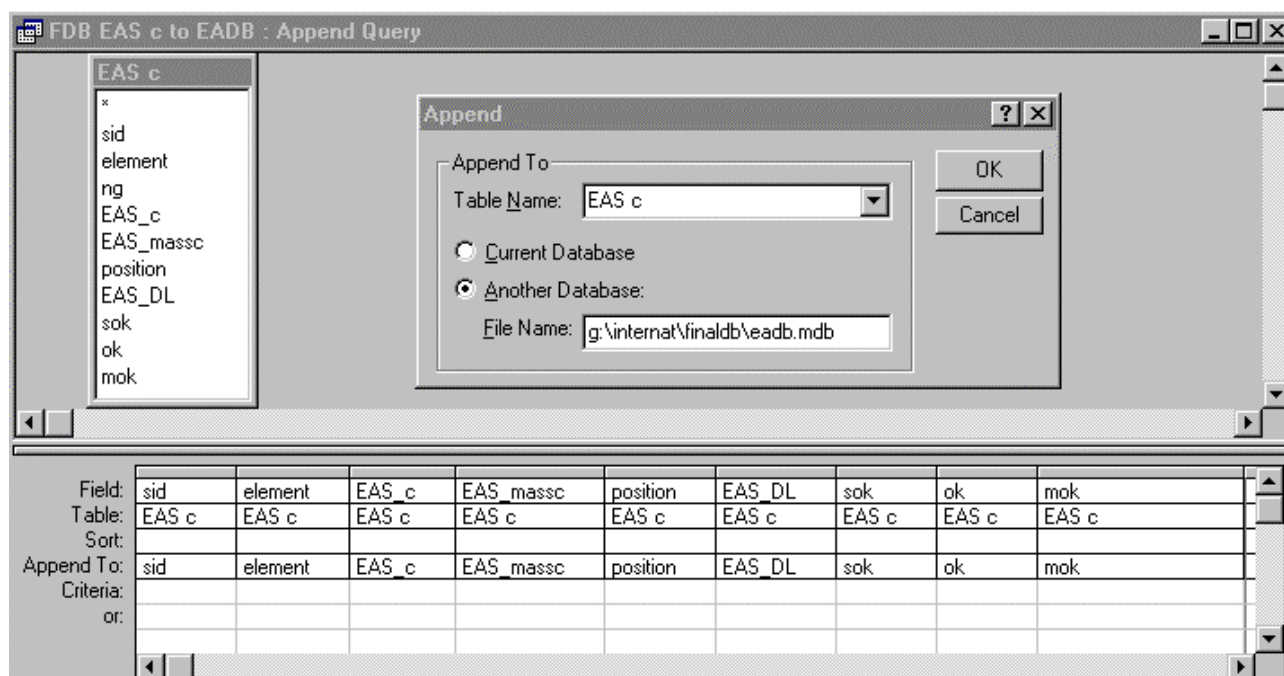 FDB EAS c to EADB : Append Query
EAS c
*
sid
element
ng
EAS_c
EAS_massc
position
EAS_DL
sok
ok
mok
Append
Append To
Table Name: EAS c
Current Database
Another Database:
File Name: g:\internat\finaldb\eadb.mdb
OK
Cancel
Field: sid element EAS_c EAS_massc position EAS_DL sok ok mok
Table: EAS c EAS c EAS c EAS c EAS c EAS c EAS c EAS c EAS c
Sort:
Append To: sid element EAS_c EAS_massc position EAS_DL sok ok mok
Criteria:
or: